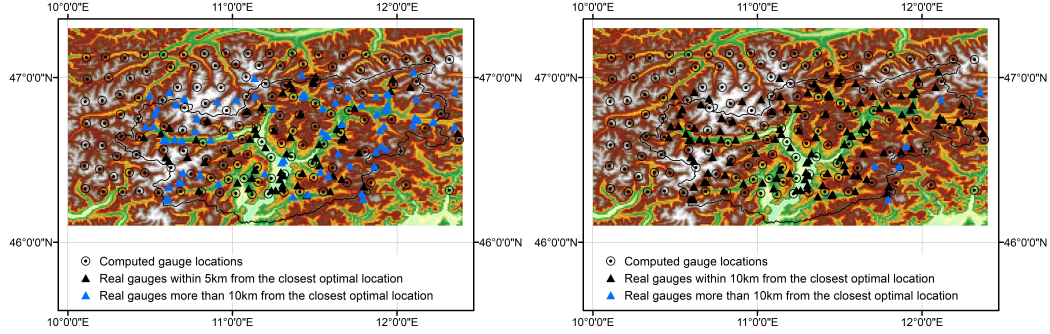 10°0'0"E 11°0'0"E 12°0'0"E 10°0'0"E 11°0'0"E 12°0'0"E
47°0'0"N 47°0'0"N 47°0'0"N 47°0'0"N
46°0'0"N 46°0'0"N 46°0'0"N 46°0'0"N
Computed gauge locations
Real gauges within 5km from the closest optimal location
Real gauges more than 10km from the closest optimal location
Computed gauge locations
Real gauges within 10km from the closest optimal location
Real gauges more than 10km from the closest optimal location
10°0'0"E 11°0'0"E 12°0'0"E 10°0'0"E 11°0'0"E 12°0'0"E